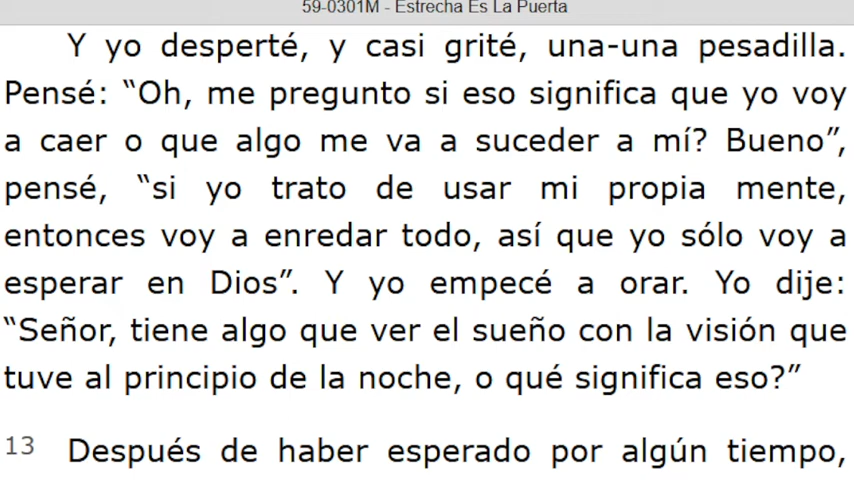 59-0301M - Estrecha Es La Puerta
Y yo desperté, y casi grité, una-una pesadilla.
Pensé: “Oh, me pregunto si eso significa que yo voy
a caer o que algo me va a suceder a mí? Bueno”,
pensé, “si yo trato de usar mi propia mente,
entonces voy a enredar todo, así que yo sólo voy a
esperar en Dios”. Y yo empecé a orar. Yo dije:
“Señor, tiene algo que ver el sueño con la visión que
tuve al principio de la noche, o qué significa eso?”
13 Después de haber esperado por algún tiempo,